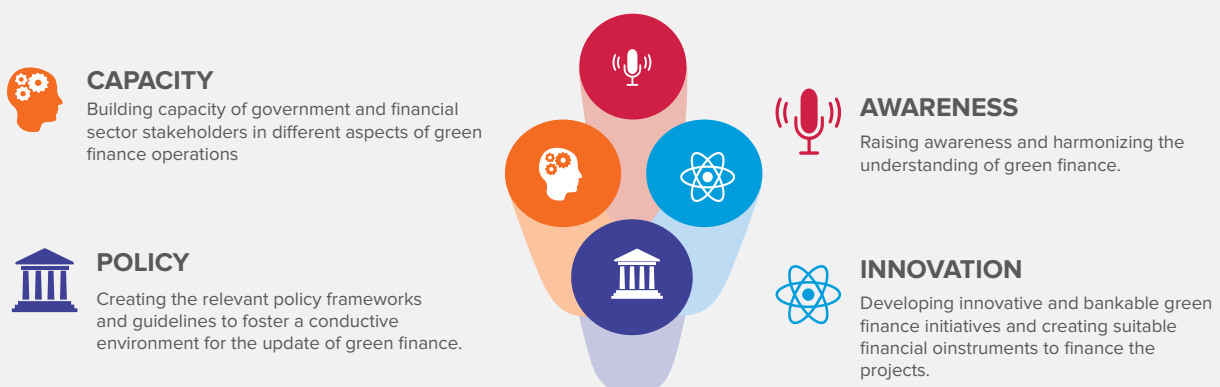 CAPACITY
Building capacity of government and financial
sector stakeholders in different aspects of green
finance operations
POLICY
Creating the relevant policy frameworks
and guidelines to foster a conductive
environment for the update of green finance.
AWARENESS
Raising awareness and harmonizing the
understanding of green finance.
INNOVATION
Developing innovative and bankable green
finance initiatives and creating suitable
financial oinstruments to finance the
projects.